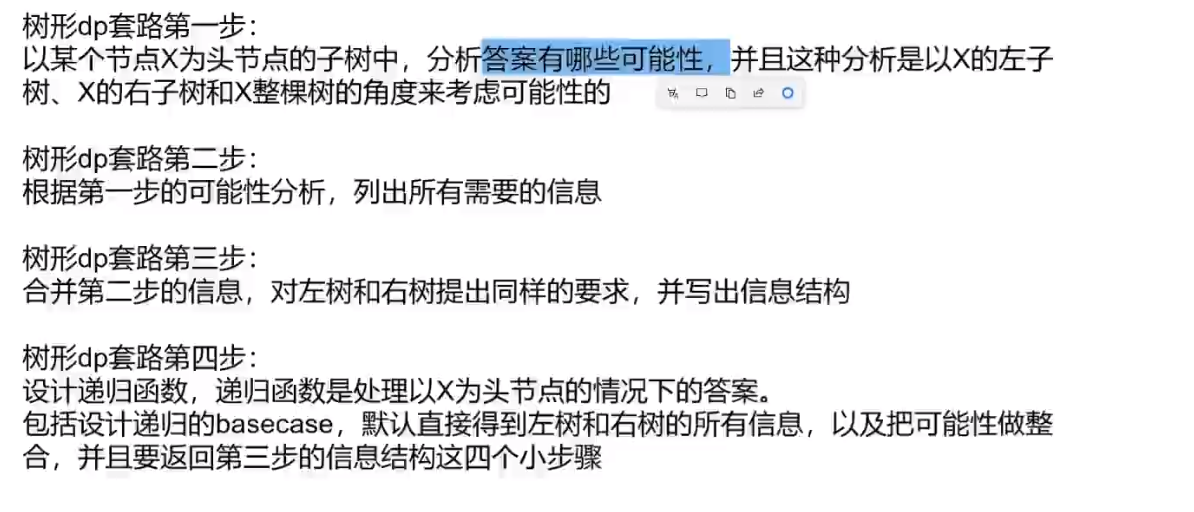 树形dp套路第一步：
以某个节点X为头节点的子树中，分析答案有哪些可能性，并且这种分析是以X的左子
树、X的右子树和X整棵树的角度来考虑可能性的
树形dp套路第二步：
根据第一步的可能性分析，列出所有需要的信息
树形dp套路第三步：
合并第二步的信息，对左树和右树提出同样的要求，并写出信息结构
树形dp套路第四步：
设计递归函数，递归函数是处理以X为头节点的情况下的答案。
包括设计递归的basecase，默认直接得到左树和右树的所有信息，以及把可能性做整
合，并且要返回第三步的信息结构这四个小步骤